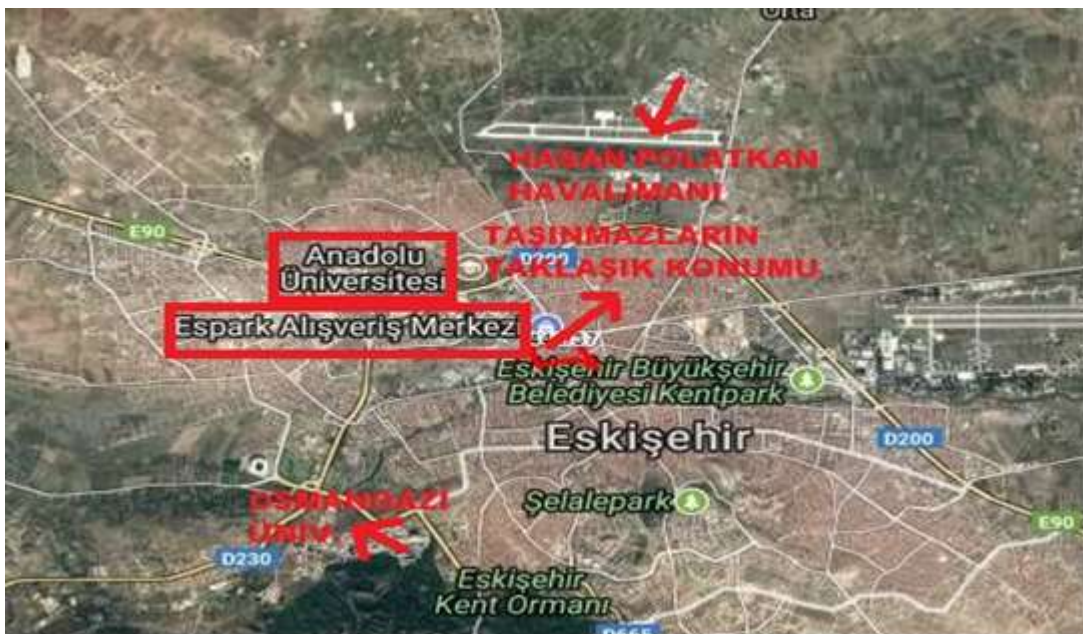 Orta
HASAN POLATKAN
HAVALİMANI
E90
TAŞINMAZLARIN
YAKLAŞIK KONUMU
Anadolu
Üniversitesi
Espark Alışveriş Merkezi
Eskişehir Büyükşehir
Belediyesi Kentpark
Eskişehir
D200
Şelalepark
OSMANGAZİ
ÜNİV.
E90
D230
Eskişehir
Kent Ormanı
D665